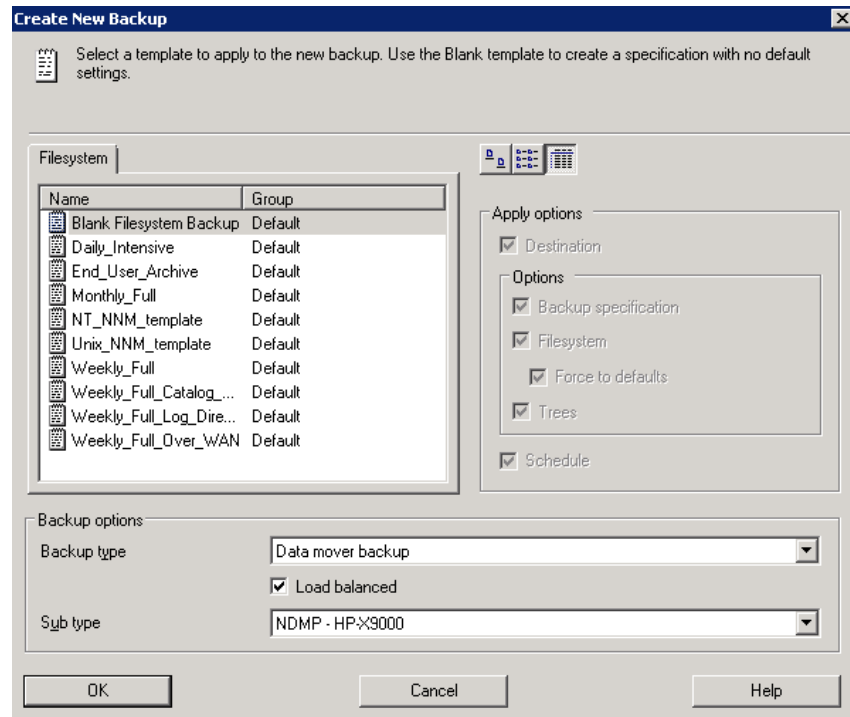 Create New Backup
Select a template to apply to the new backup. Use the Blank template to create a specification with no default
settings.
Filesystem
Name Group
Blank Filesystem Backup Default
Daily_Intensive Default
End_User_Archive Default
Monthly_Full Default
NT_NNM_template Default
Unix_NNM_template Default
Weekly_Full Default
Weekly_Full_Catalog_... Default
Weekly_Full_Log_Dire... Default
Weekly_Full_Over_WAN Default
Apply options
Destination
Options
Backup specification
Filesystem
Force to defaults
Trees
Schedule
Backup options
Backup type Data mover backup
Load balanced
Sub type NDMP - HP-X9000
OK Cancel Help